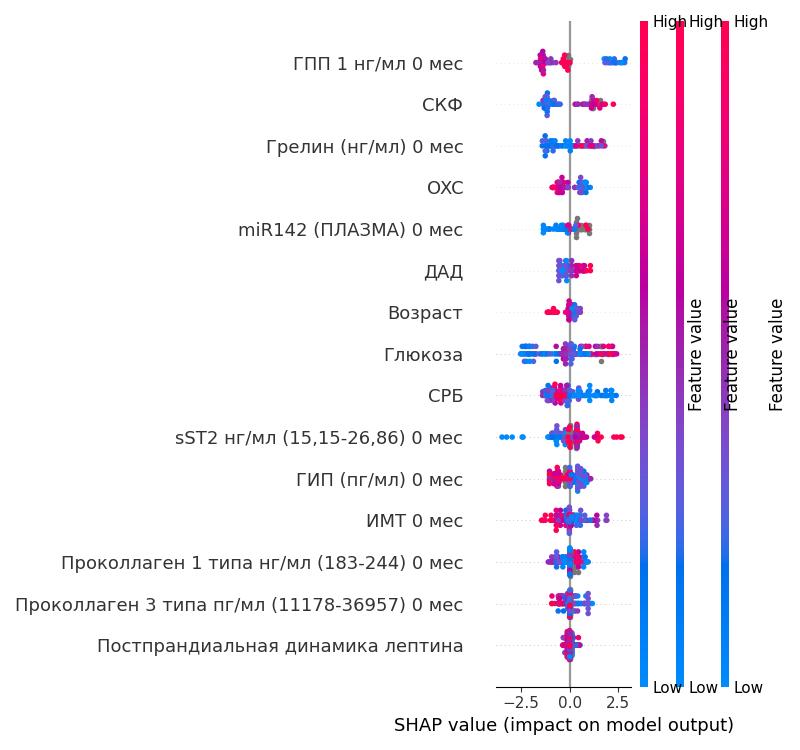 High High High
ГПП 1 нг/мл 0 мес
СКФ
Грелин (нг/мл) 0 мес
ОХС
miR142 (ПЛАЗМА) 0 мес
ДАД
Возраст
Глюкоза
СРБ
sST2 нг/мл (15,15-26,86) 0 мес
ГИП (пг/мл) 0 мес
ИМТ 0 мес
Проколлаген 1 типа нг/мл (183-244) 0 мес
Проколлаген 3 типа пг/мл (11178-36957) 0 мес
Постпрандиальная динамика лептина
Feature value
Feature value
Feature value
Low Low Low
−2.5 0.0 2.5
SHAP value (impact on model output)